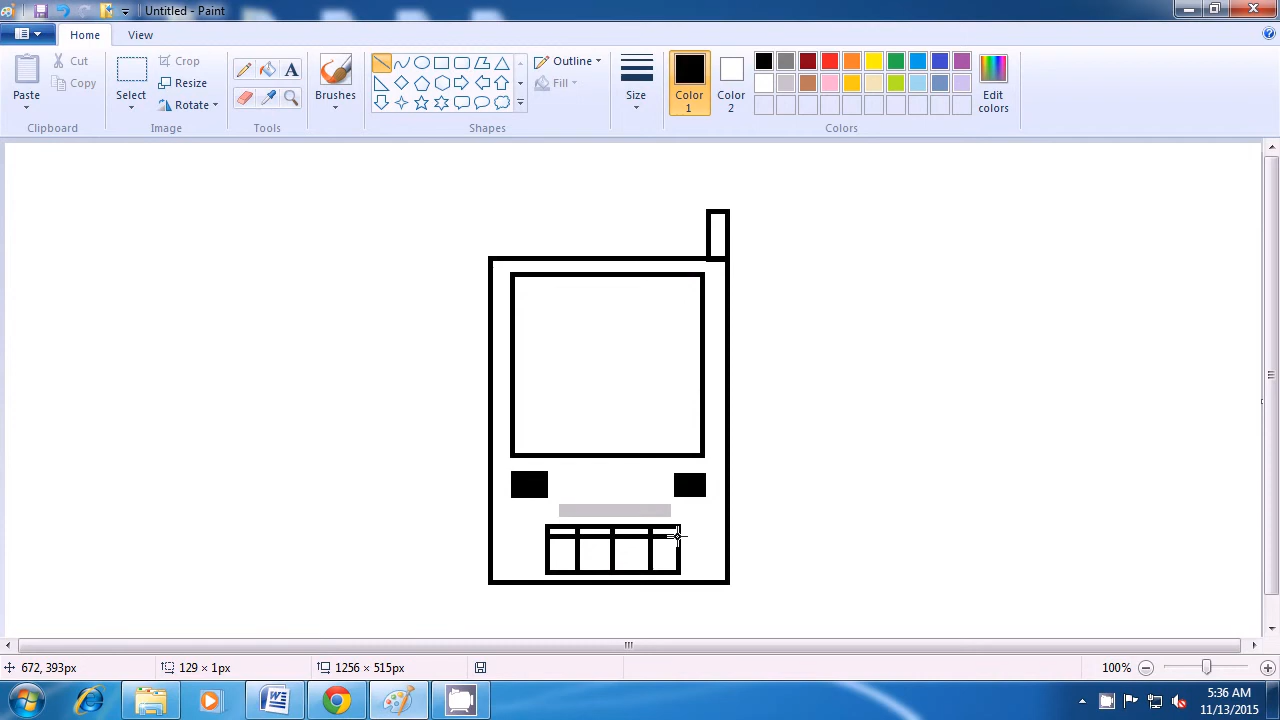 Untitled - Paint
Home
View
Paste
Cut
Copy
Clipboard
Select
Crop
Resize
Rotate
Image
A
Tools
Brushes
Outline
Fill
Shapes
Size
Color
1
Color
2
Edit
colors
Colors
672, 393px
129 × 1px
1256 × 515px
100%
5:36 AM
11/13/2015